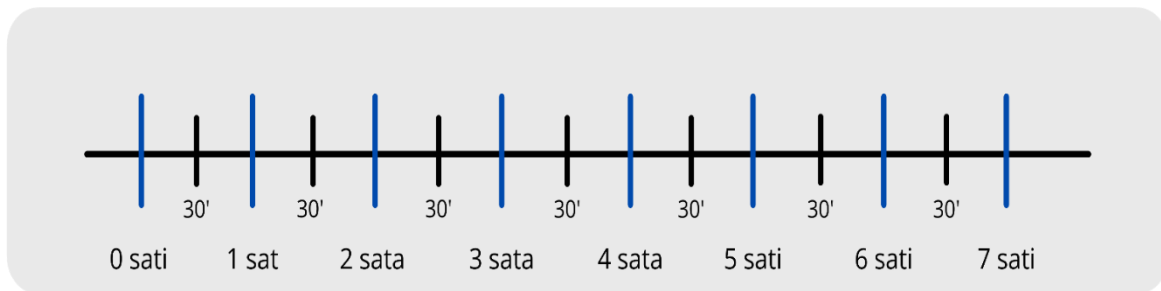 30' 30' 30' 30' 30' 30' 30'
0 sati 1 sat 2 sata 3 sata 4 sata 5 sati 6 sati 7 sati